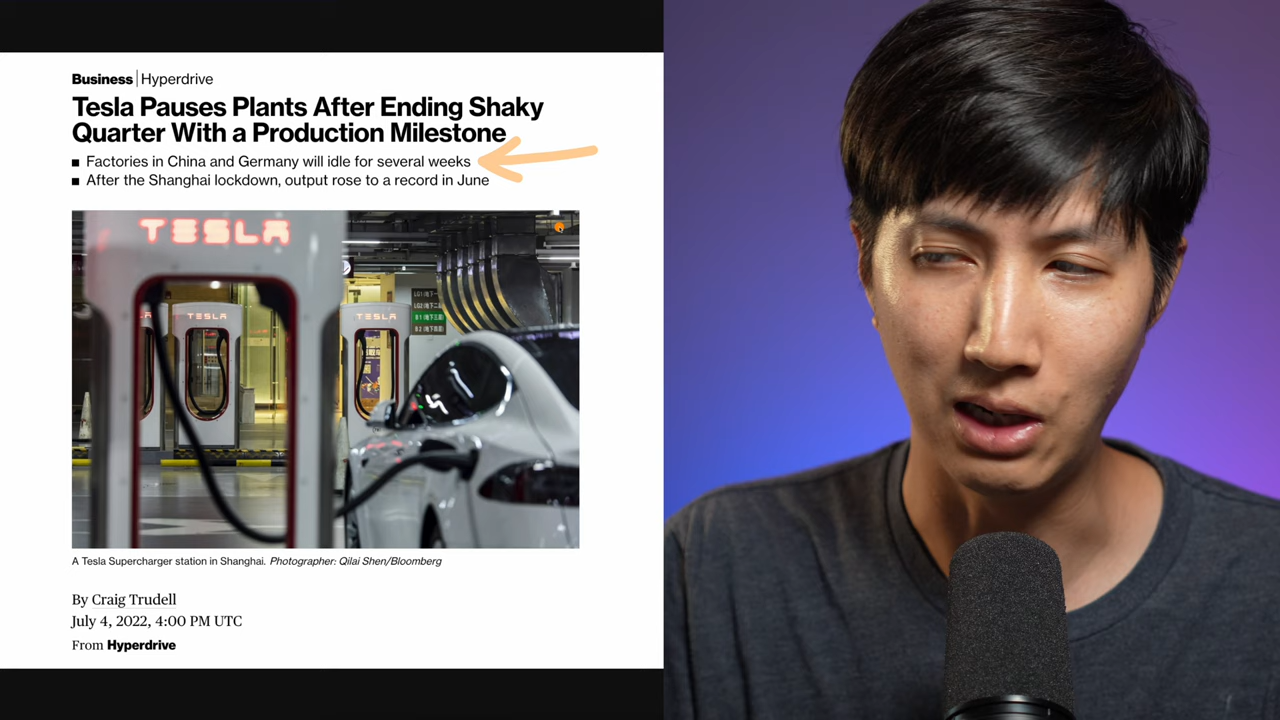 Business | Hyperdrive
Tesla Pauses Plants After Ending Shaky
Quarter With a Production Milestone
■ Factories in China and Germany will idle for several weeks
■ After the Shanghai lockdown, output rose to a record in June
TESLA
TESLA
TESLA
A Tesla Supercharger station in Shanghai. Photographer: Qilai Shen/Bloomberg
By Craig Trudell
July 4, 2022, 4:00 PM UTC
From Hyperdrive